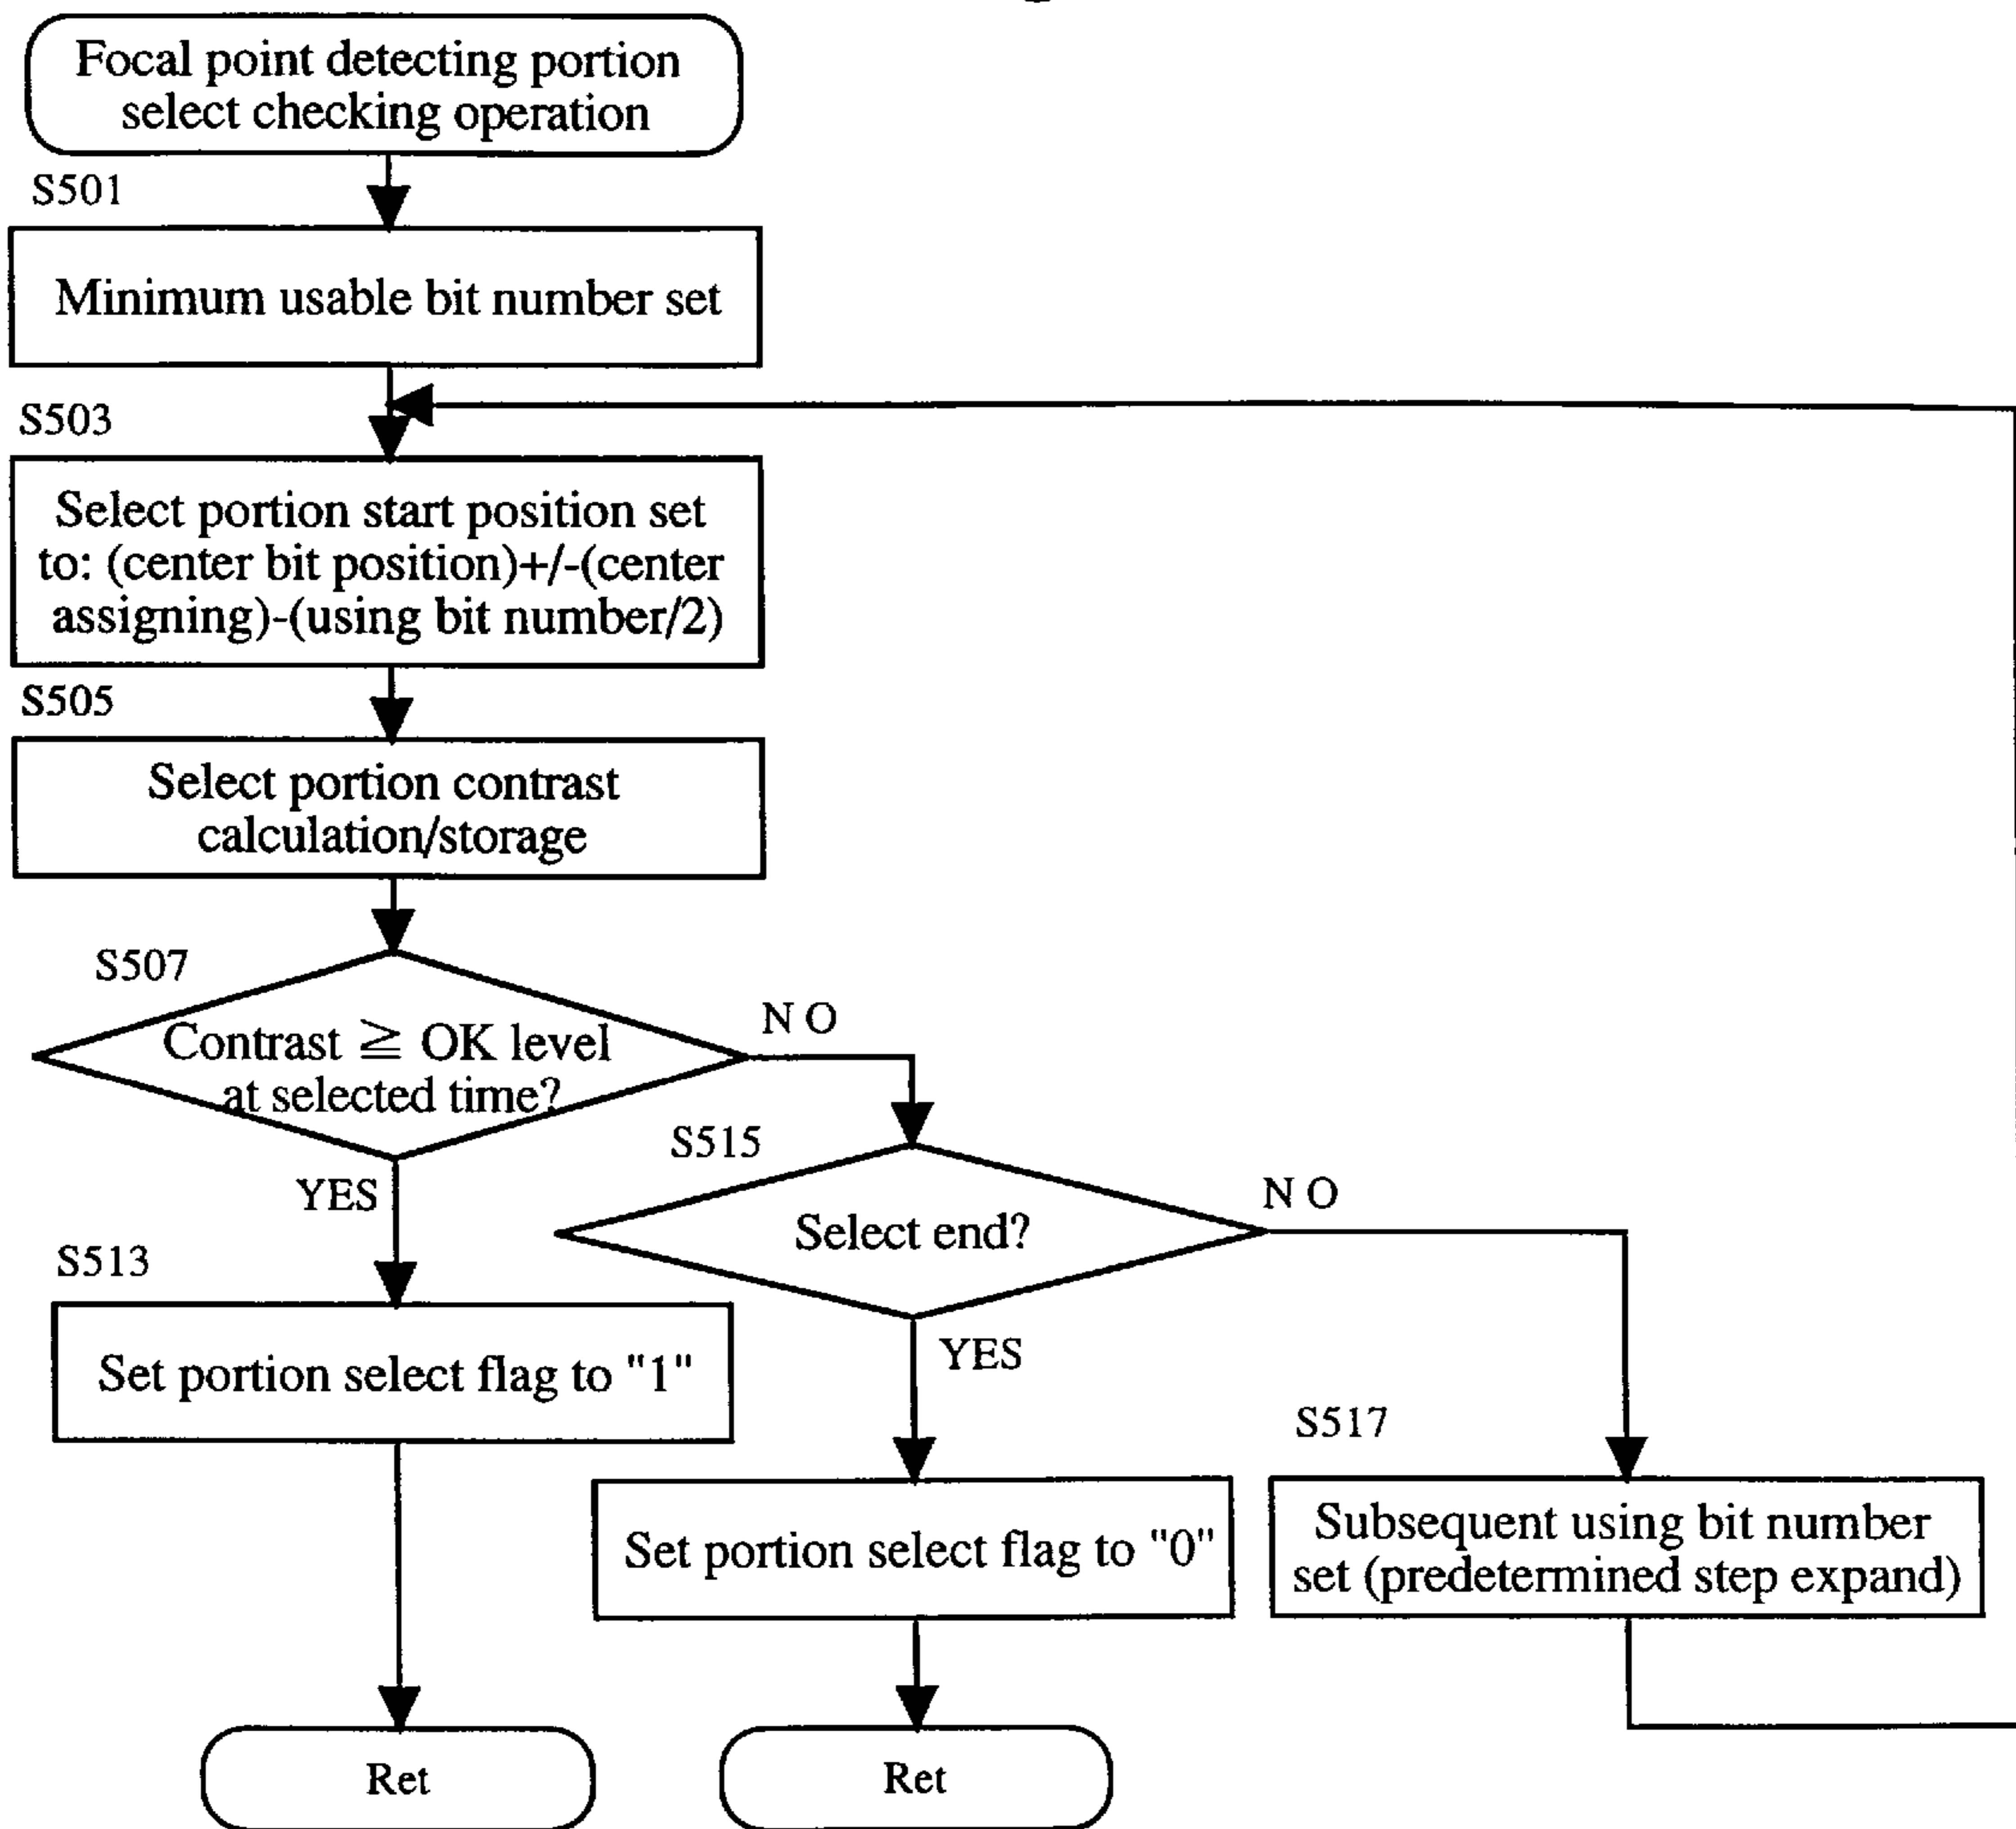 Focal point detecting portion
select checking operation
S501
Minimum usable bit number set
S503
Select portion start position set
to: (center bit position)+/-(center
assigning)-(using bit number/2)
S505
Select portion contrast
calculation/storage
S507
Contrast ≧ OK level
at selected time?
N O
YES
S515
Select end?
N O
YES
S513
Set portion select flag to "1"
Set portion select flag to "0"
S517
Subsequent using bit number
set (predetermined step expand)
Ret
Ret